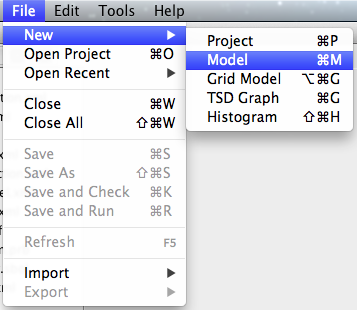 File Edit Tools Help
New ▶
Open Project ⌘O
Open Recent ▶
Close ⌘W
Close All ⇧⌘W
Save ⌘S
Save As ⇧⌘S
Save and Check ⌘K
Save and Run ⌘R
Refresh F5
Import ▶
Export ▶
Project ⌘P
Model ⌘M
Grid Model ⌥⌘G
TSD Graph ⌘G
Histogram ⇧⌘H